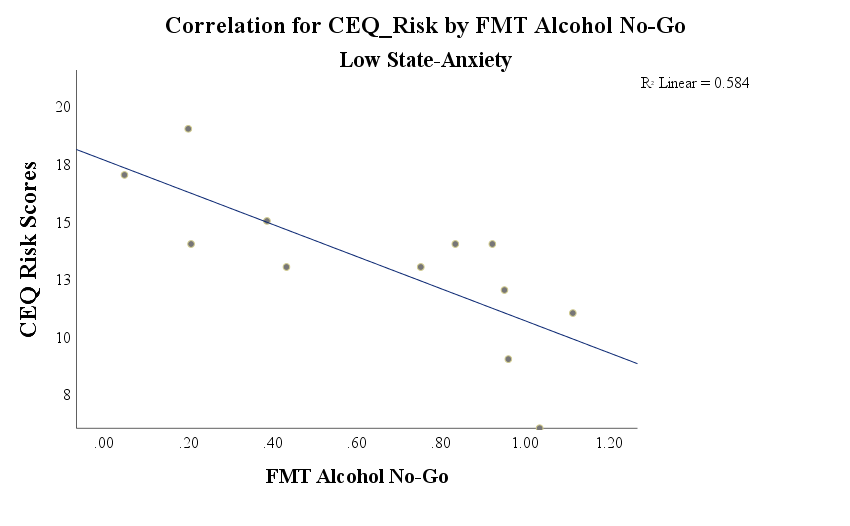 Correlation for CEQ_Risk by FMT Alcohol No-Go
Low State-Anxiety
R² Linear = 0.584
CEQ Risk Scores
20
18
15
13
10
8
.00 .20 .40 .60 .80 1.00 1.20
FMT Alcohol No-Go